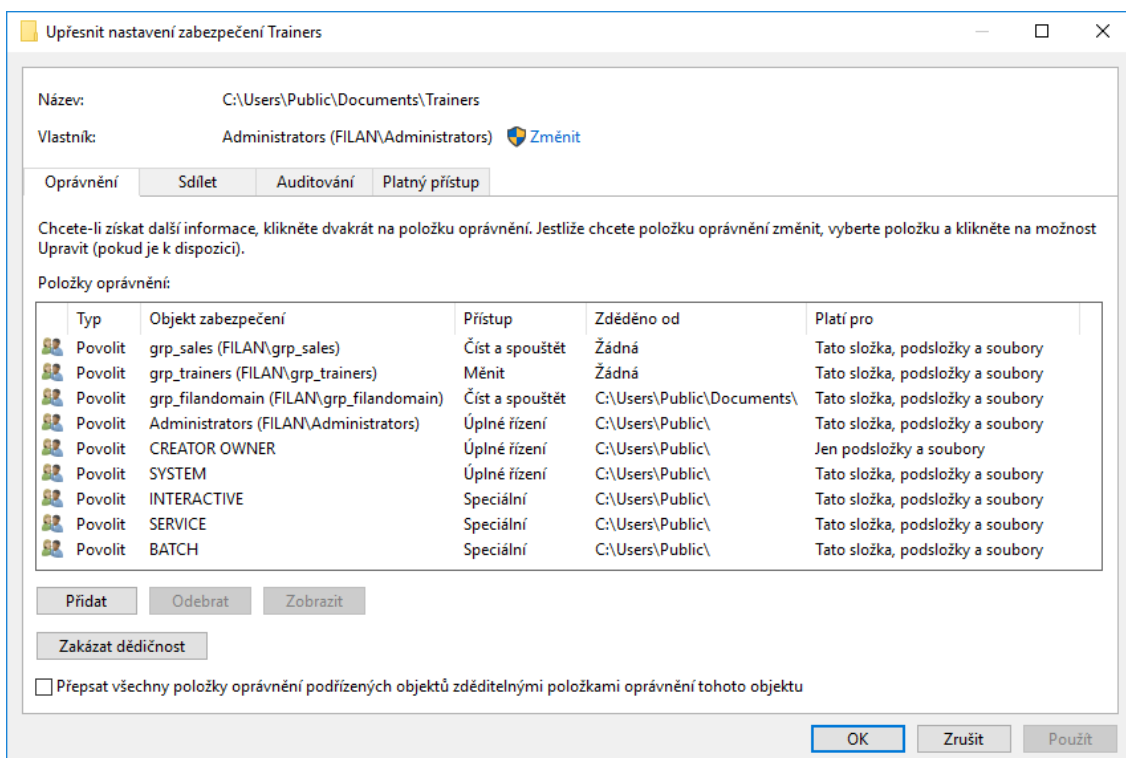 Upřesnit nastavení zabezpečení Trainers
Název: C:\Users\Public\Documents\Trainers
Vlastník: Administrators (FILAN\Administrators) Změnit
Oprávnění Sdílet Auditování Platný přístup
Chcete-li získat další informace, klikněte dvakrát na položku oprávnění. Jestliže chcete položku oprávnění změnit, vyberte položku a klikněte na možnost
Upravit (pokud je k dispozici).
Položky oprávnění:
Typ Objekt zabezpečení Přístup Zděděno od Platí pro
Povolit grp_sales (FILAN\grp_sales) Číst a spouštět Žádná Tato složka, podsložky a soubory
Povolit grp_trainers (FILAN\grp_trainers) Měnit Žádná Tato složka, podsložky a soubory
Povolit grp_filandomain (FILAN\grp_filandomain) Číst a spouštět C:\Users\Public\Documents\ Tato složka, podsložky a soubory
Povolit Administrators (FILAN\Administrators) Úplné řízení C:\Users\Public\ Tato složka, podsložky a soubory
Povolit CREATOR OWNER Úplné řízení C:\Users\Public\ Jen podsložky a soubory
Povolit SYSTEM Úplné řízení C:\Users\Public\ Tato složka, podsložky a soubory
Povolit INTERACTIVE Speciální C:\Users\Public\ Tato složka, podsložky a soubory
Povolit SERVICE Speciální C:\Users\Public\ Tato složka, podsložky a soubory
Povolit BATCH Speciální C:\Users\Public\ Tato složka, podsložky a soubory
Přidat Odebrat Zobrazit
Zakázat dědičnost
Přepsat všechny položky oprávnění podřízených objektů zděditelnými položkami oprávnění tohoto objektu
OK Zrušit Použít